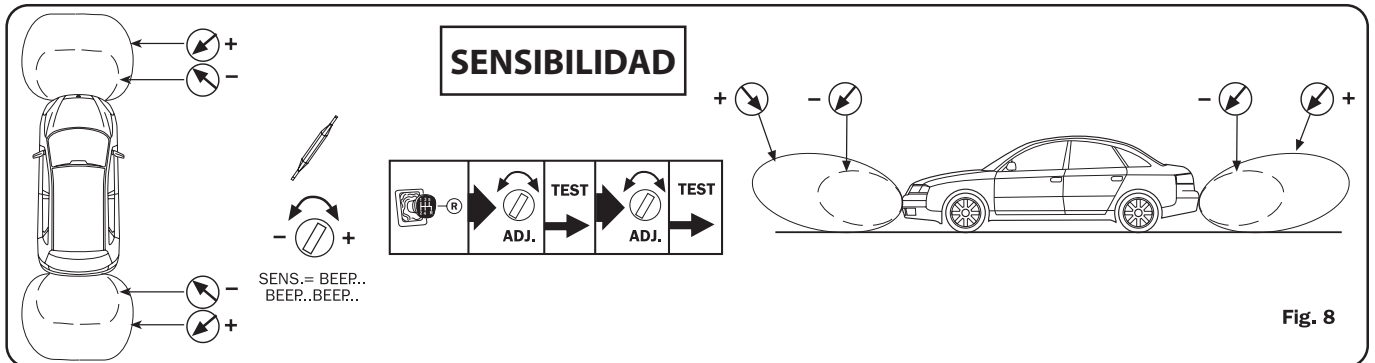 +
-
SENSIBILIDAD
+ - - +
- +
SENS.= BEEP...
BEEP..BEEP..
R
ADJ.
TEST
ADJ.
TEST
-
+
Fig. 8